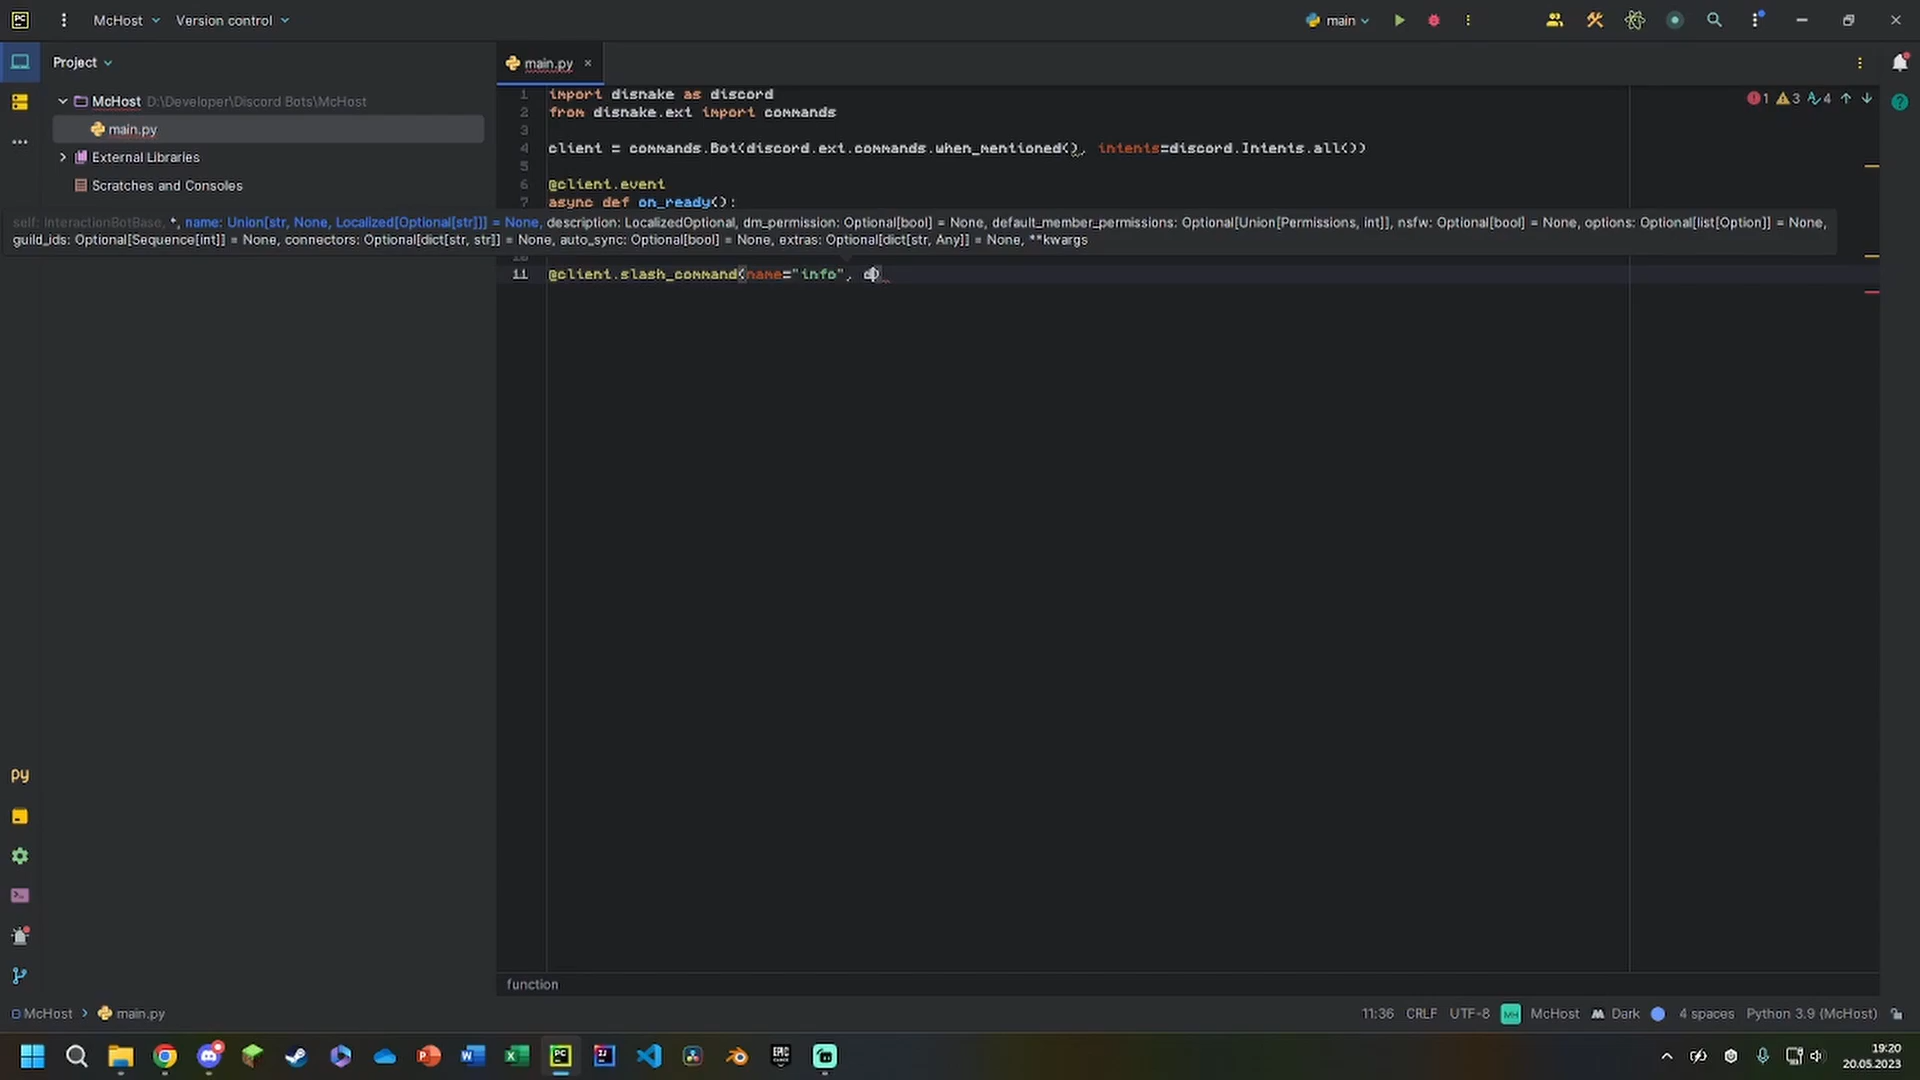 McHost Version control main
Project main.py
McHost D:\Developer\Discord Bots\McHost
main.py
External Libraries
Scratches and Consoles
1 3 4
1 import disnake as discord
2 from disnake.ext import commands
3
4 client = commands.Bot(discord.ext.commands.when_mentioned(), intents=discord.Intents.all())
5
6 @client.event
7 async def on_ready():
self: InteractionBotBase, *, name: Union[str, None, Localized[Optional[str]]] = None, description: LocalizedOptional, dm_permission: Optional[bool] = None, default_member_permissions: Optional[Union[Permissions, int]], nsfw: Optional[bool] = None, options: Optional[list[Option]] = None,
guild_ids: Optional[Sequence[int]] = None, connectors: Optional[dict[str, str]] = None, auto_sync: Optional[bool] = None, extras: Optional[dict[str, Any]] = None, **kwargs
11 @client.slash_command(name="info", d)
function
McHost main.py 11:36 CRLF UTF-8 MH McHost Dark 4 spaces Python 3.9 (McHost)
19:20
20.05.2023